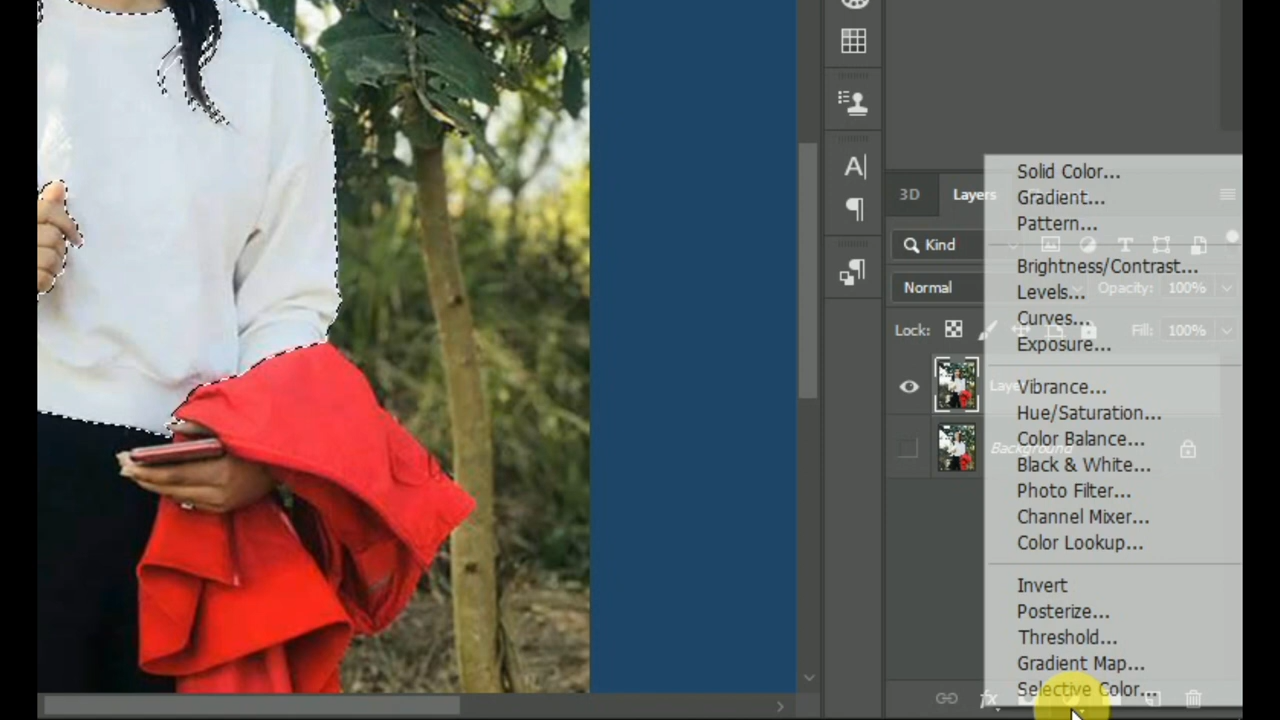 3D
Layers
Kind
Normal
Opacity: 100%
Lock:
Fill: 100%
Background
fx
A
Solid Color...
Gradient...
Pattern...
Brightness/Contrast...
Levels...
Curves...
Exposure...
Vibrance...
Hue/Saturation...
Color Balance...
Black & White...
Photo Filter...
Channel Mixer...
Color Lookup...
Invert
Posterize...
Threshold...
Gradient Map...
Selective Color...